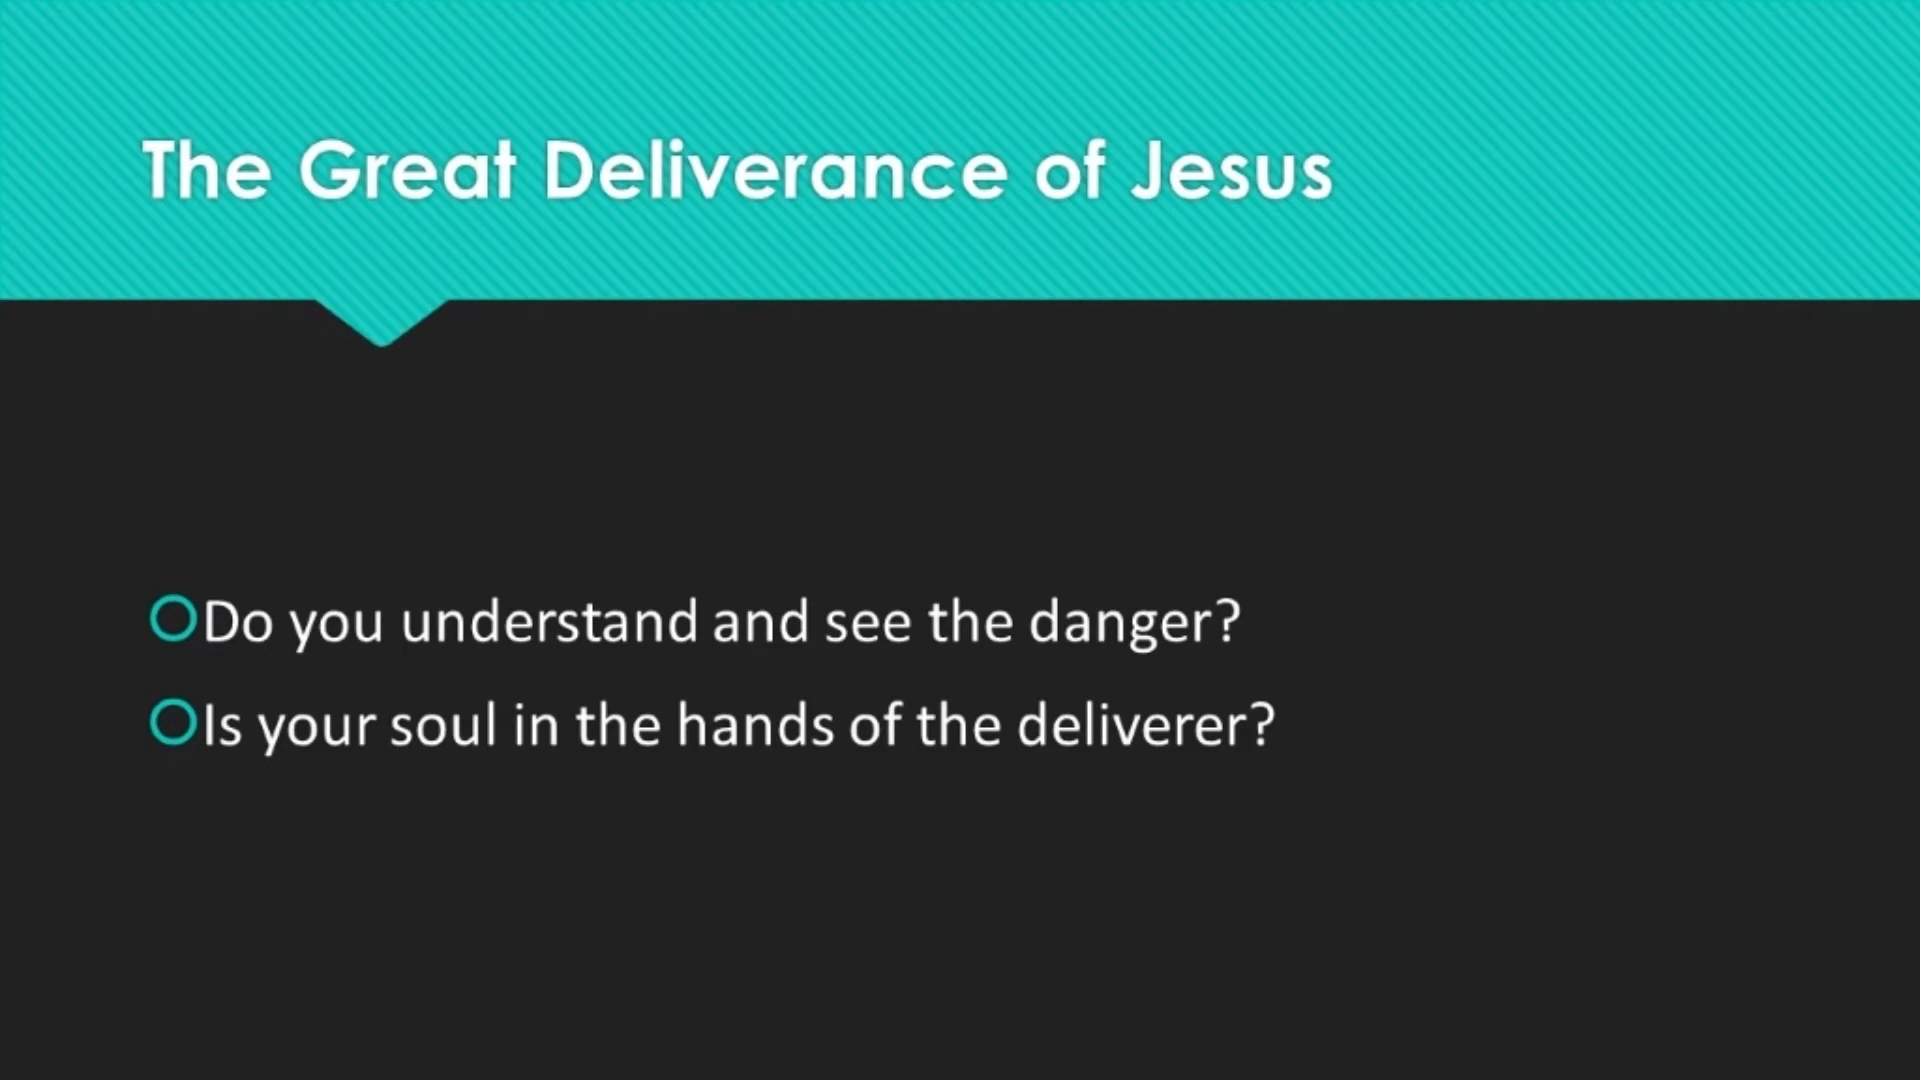 The Great Deliverance of Jesus
Do you understand and see the danger?
Is your soul in the hands of the deliverer?